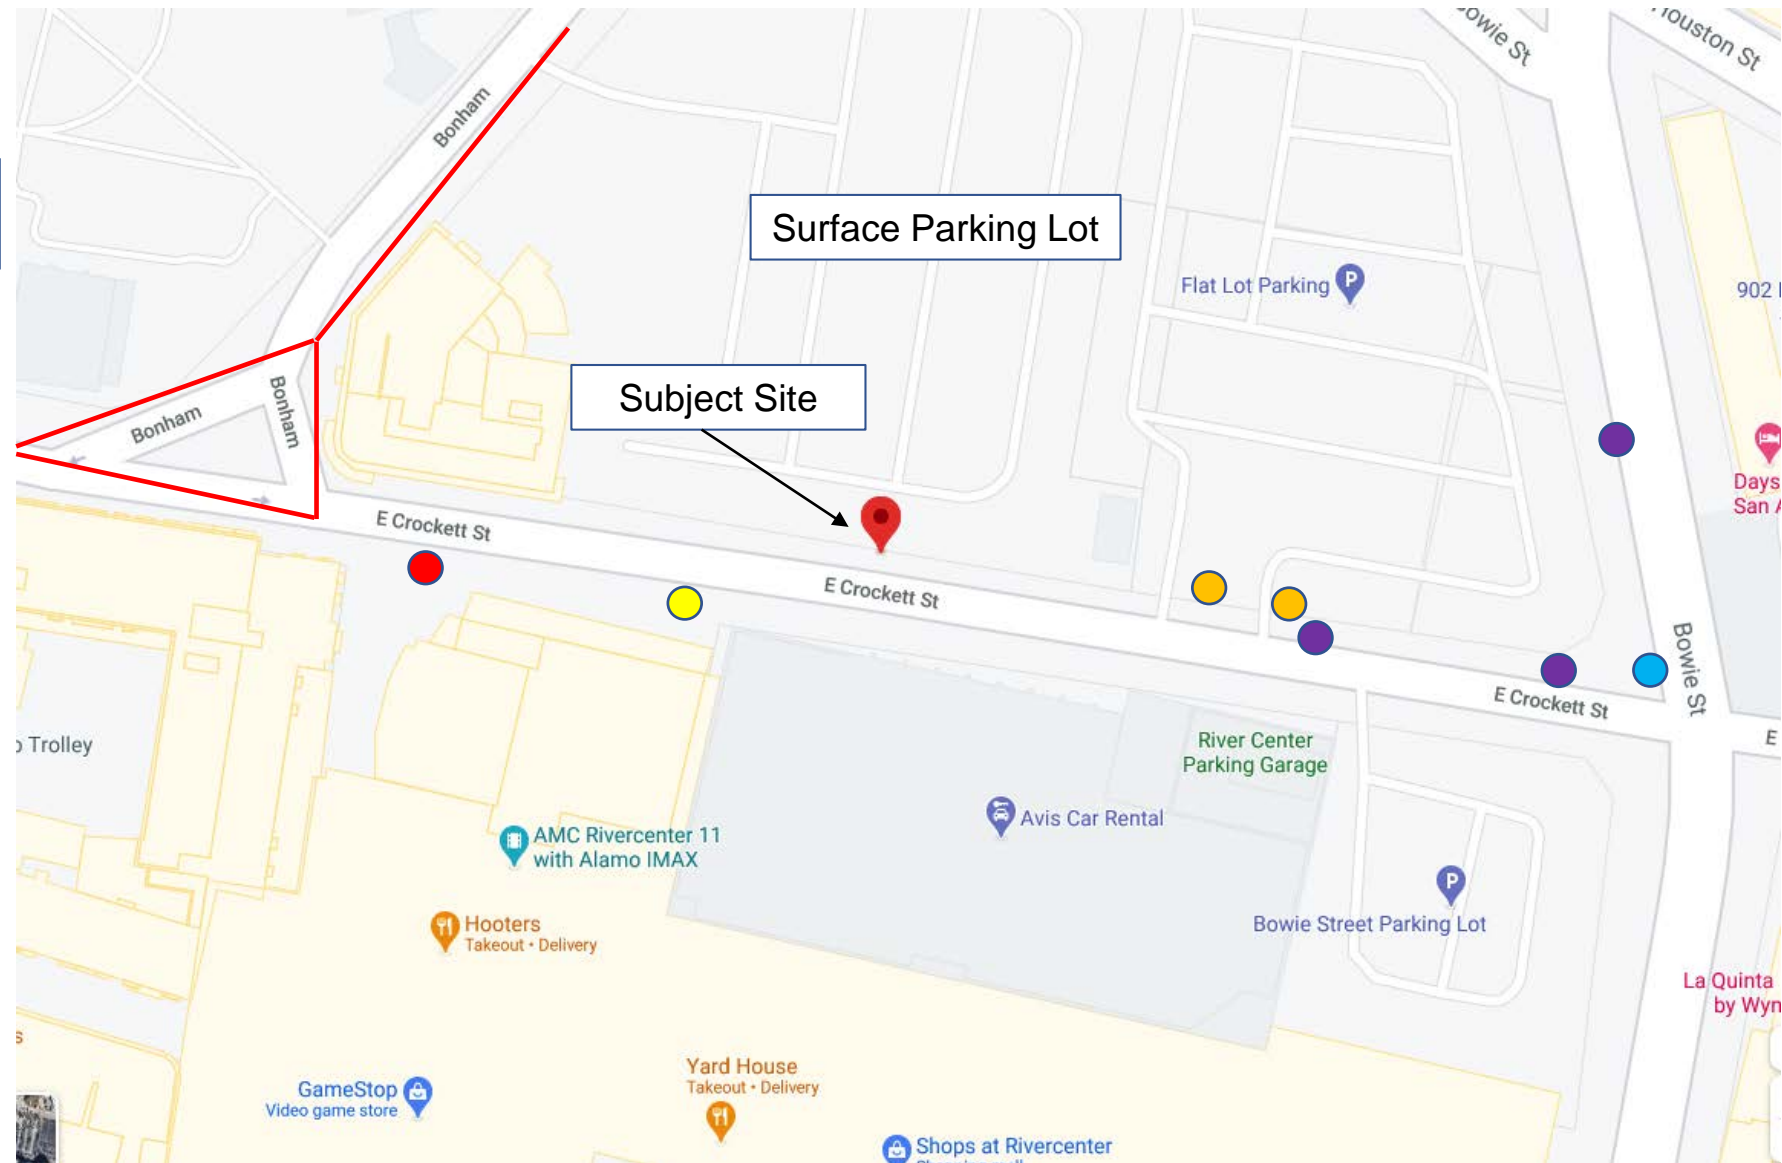 Bowie St
Houston St
Bonham
Surface Parking Lot
Flat Lot Parking
902
Subject Site
Bonham
Bonham
Days
San A
E Crockett St
E Crockett St
Bowie St
E Crockett St
E
Trolley
River Center
Parking Garage
Avis Car Rental
AMC Rivercenter 11
with Alamo IMAX
Bowie Street Parking Lot
Hooters
Takeout • Delivery
La Quinta
by Wyn
s
Yard House
Takeout • Delivery
GameStop
Video game store
Shops at Rivercenter